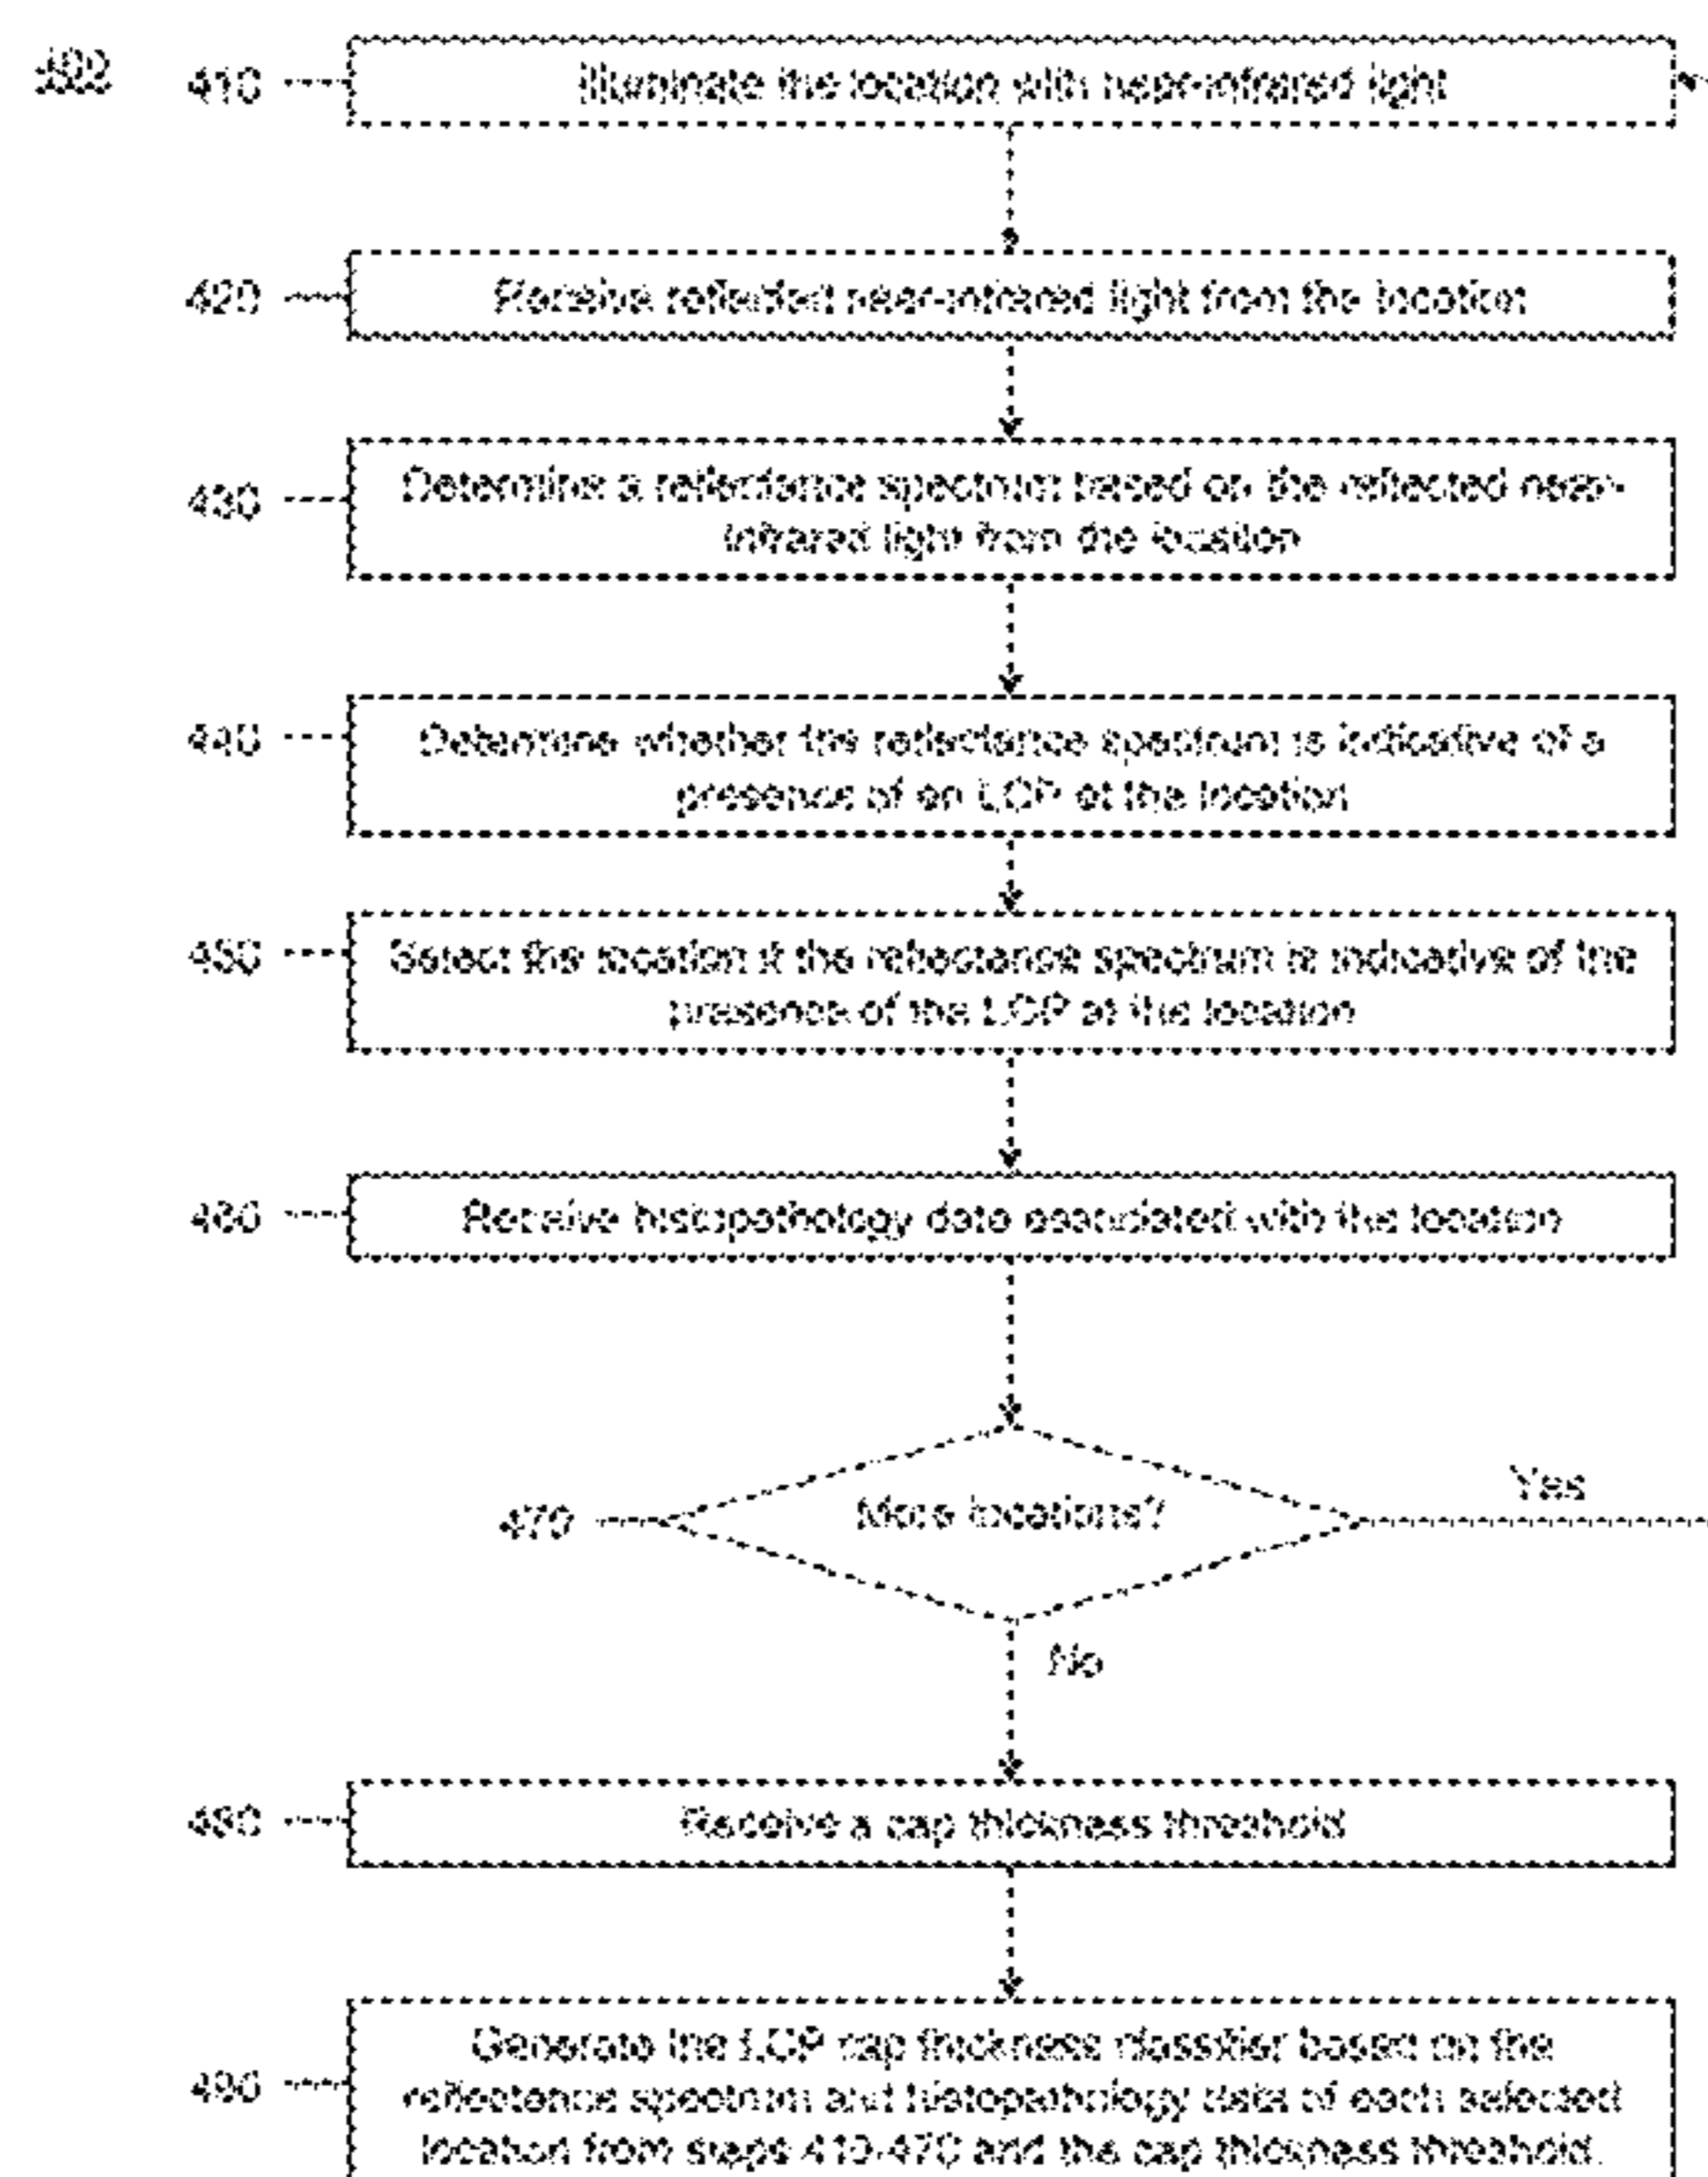 410
Illuminate the location with near-infrared light
420
Receive reflected near-infrared light from the location
430
Determine a reflectance spectrum based on the reflected near-
infrared light from the location
440
Determine whether the reflectance spectrum is indicative of a
presence of an LCP at the location
450
Select the location if the reflectance spectrum is indicative of the
presence of the LCP at the location
460
Receive histopathology data associated with the location
470
More locations?
Yes
No
480
Receive a cap thickness threshold
490
Generate the LCP cap thickness classifier based on the
reflectance spectrum and histopathology data of each selected
location from steps 410-470 and the cap thickness threshold.